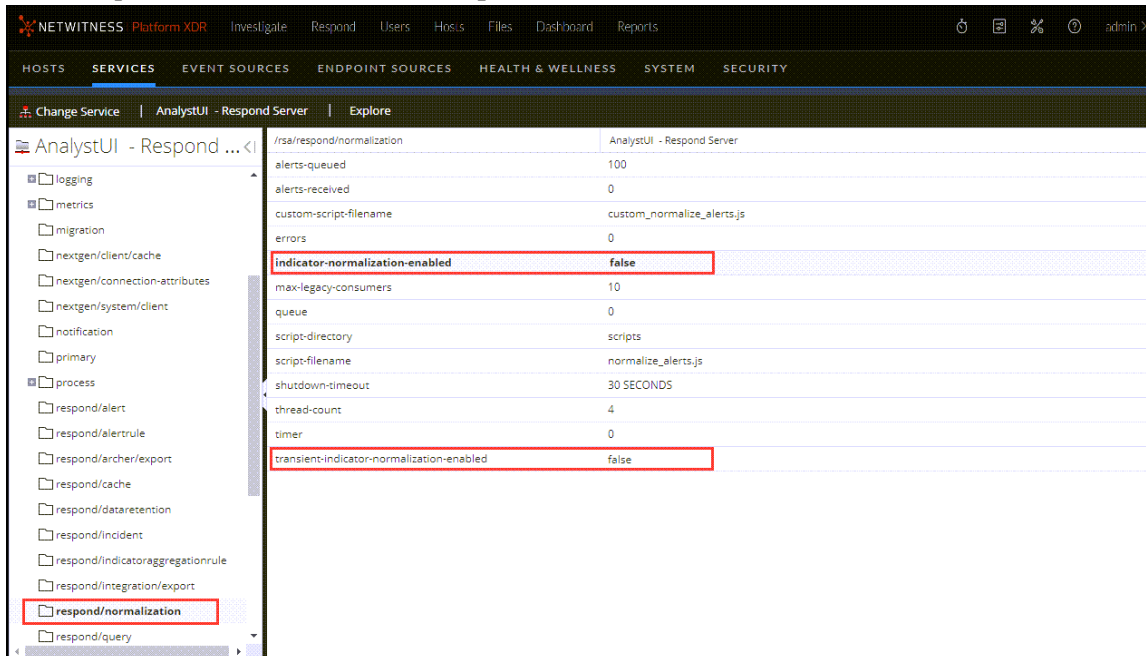 NETWITNESS Platform XDR Investigate Respond Users Hosts Files Dashboard Reports admin
HOSTS SERVICES EVENT SOURCES ENDPOINT SOURCES HEALTH & WELLNESS SYSTEM SECURITY
Change Service | AnalystUI - Respond Server | Explore
AnalystUI - Respond ...
logging
metrics
migration
nextgen/client/cache
nextgen/connection-attributes
nextgen/system/client
notification
primary
process
respond/alert
respond/alertrule
respond/archer/export
respond/cache
respond/dataretention
respond/incident
respond/indicatoraggregationrule
respond/integration/export
respond/normalization
respond/query
/rsa/respond/normalization AnalystUI - Respond Server
alerts-queued 100
alerts-received 0
custom-script-filename custom_normalize_alerts.js
errors 0
indicator-normalization-enabled false
max-legacy-consumers 10
queue 0
script-directory scripts
script-filename normalize_alerts.js
shutdown-timeout 30 SECONDS
thread-count 4
timer 0
transient-indicator-normalization-enabled false